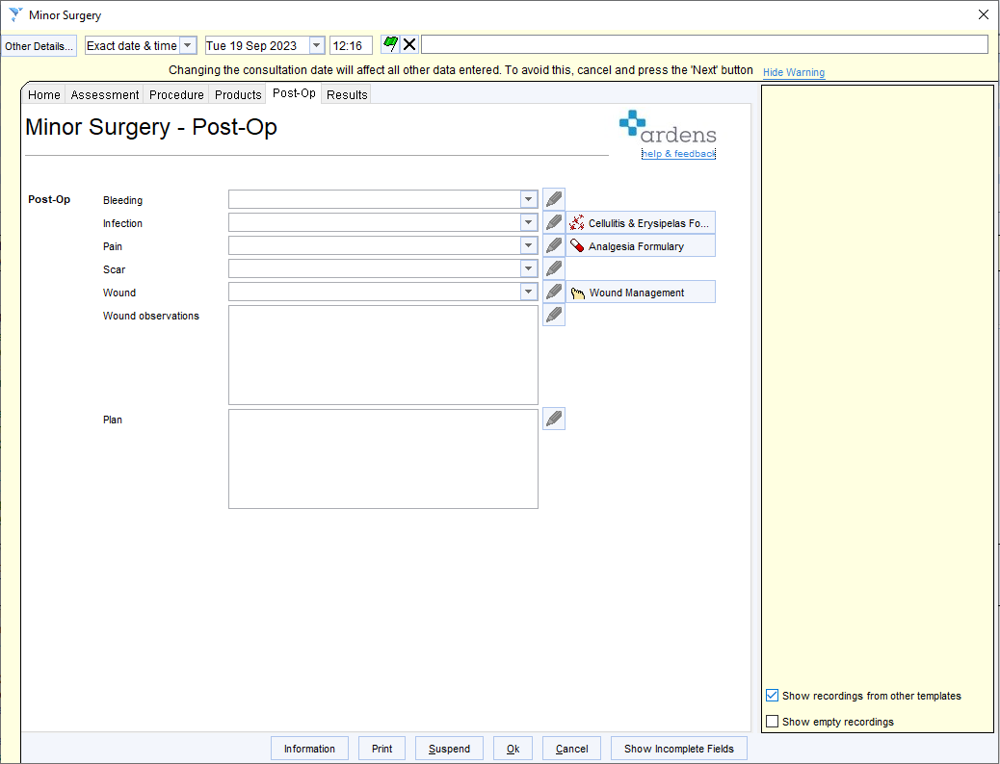 Minor Surgery
Other Details... Exact date & time Tue 19 Sep 2023 12:16
Changing the consultation date will affect all other data entered. To avoid this, cancel and press the 'Next' button Hide Warning
Home Assessment Procedure Products Post-Op Results
Minor Surgery - Post-Op
ardens
help & feedback
Post-Op Bleeding
Infection Cellulitis & Erysipelas Fo...
Pain Analgesia Formulary
Scar
Wound Wound Management
Wound observations
Plan
Show recordings from other templates
Show empty recordings
Information Print Suspend Ok Cancel Show Incomplete Fields